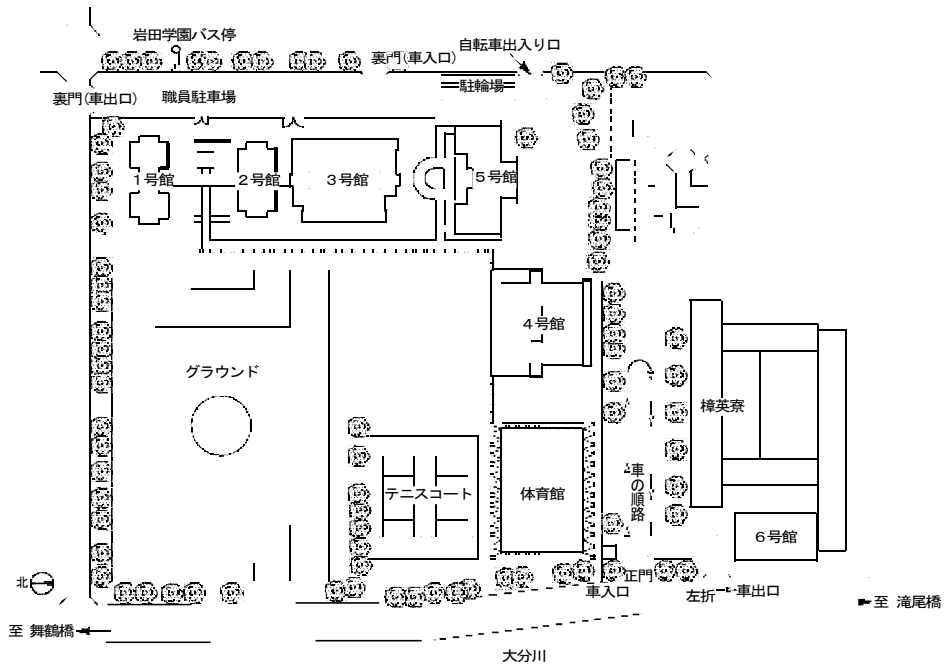 岩田学園バス停
自転車出入り口
裏門(車入口)
駐輪場
裏門(車出口)
職員駐車場
1号館
2号館
3号館
5号館
4号館
グラウンド
樟英寮
テニスコート
体育館
車の順路
6号館
北
正門
車入口
左折
車出口
至 滝尾橋
至 舞鶴橋
大分川